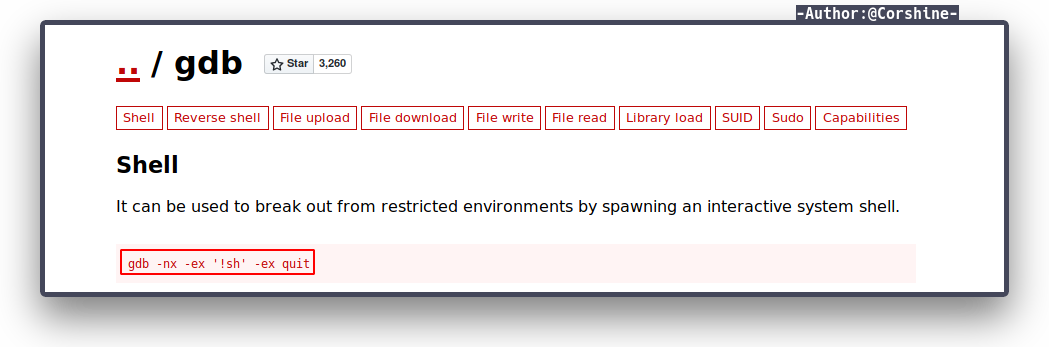 -Author:@Corshine-
.. / gdb Star 3,260
Shell Reverse shell File upload File download File write File read Library load SUID Sudo Capabilities
Shell
It can be used to break out from restricted environments by spawning an interactive system shell.
gdb -nx -ex '!sh' -ex quit